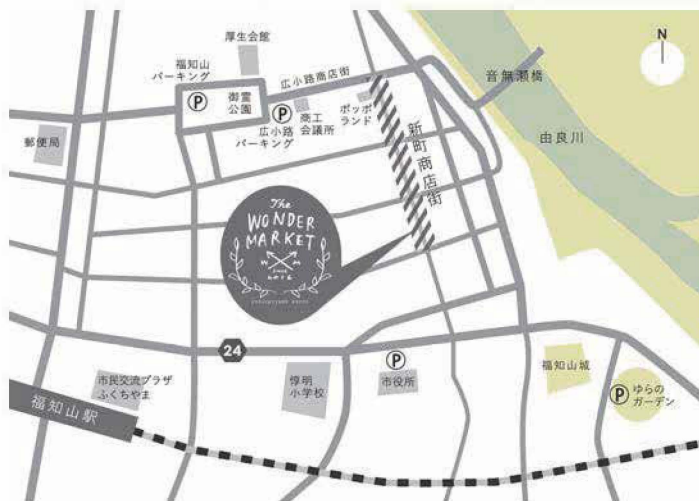 厚生会館
福知山
パーキング
P
御霊
公園
広小路商店街
P
広小路
パーキング
商工
会議所
ポッポ
ランド
新町商店街
音無瀬橋
由良川
N
郵便局
The
WONDER
MARKET
W
M
24
P
市役所
惇明
小学校
市民交流プラザ
ふくちやま
福知山駅
福知山城
P
ゆらの
ガーデン